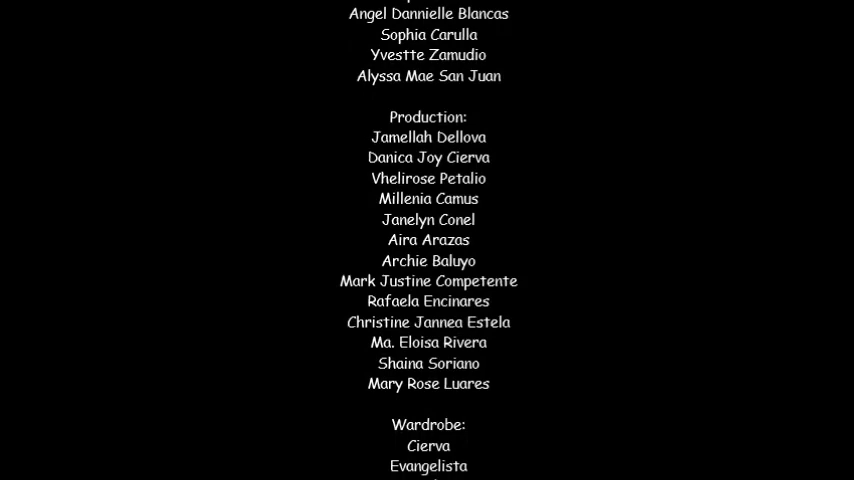 Angel Dannielle Blancas
Sophia Carulla
Yvestte Zamudio
Alyssa Mae San Juan
Production:
Jamellah Dellova
Danica Joy Cierva
Vhelirose Petalio
Millenia Camus
Janelyn Conel
Aira Arazas
Archie Baluyo
Mark Justine Competente
Rafaela Encinares
Christine Jannea Estela
Ma. Eloisa Rivera
Shaina Soriano
Mary Rose Luares
Wardrobe:
Cierva
Evangelista